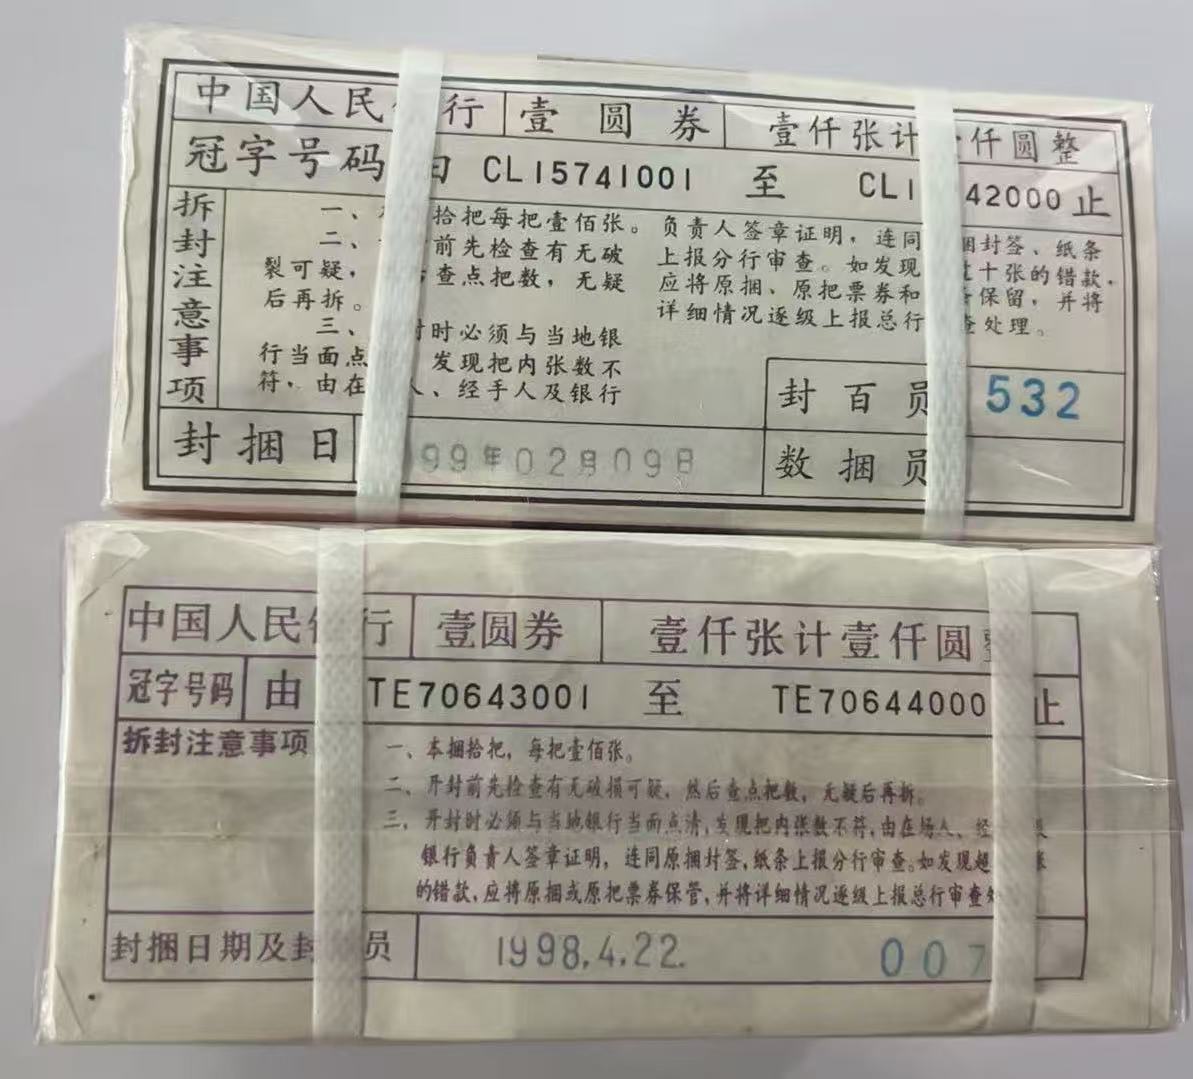 中国人民 行 壹圆券 壹仟张计 仟圆整
冠字号码 由 CL15741001 至 CL1 42000 止
拆封注意事项
一、 拾把每把壹佰张。
二、 前先检查有无破
裂可疑, 查点把数,无疑
后再拆。
三、 时必须与当地银
行当面点 发现把内张数不
符,由在 人、经手人及银行
负责人签章证明,连同 捆封签、纸条
上报分行审查。如发现 十张的错款,
应将原捆、原把票券和 保留,并将
详细情况逐级上报总行 查处理。
封百员 532
封捆日 99年02月09日
数捆员
中国人民 行 壹圆券 壹仟张计壹仟圆
冠字号码 由 TE70643001 至 TE70644000 止
拆封注意事项
一、本捆拾把,每把壹佰张。
二、开封前先检查有无破损可疑,然后查点把数,无疑后再拆。
三、开封时必须与当地银行当面点清,发现把内张数不符,由在场人、经
银行负责人签章证明,连同原捆封签,纸条上报分行审查。如发现超 张
的错款,应将原捆或原把票券保管,并将详细情况逐级上报总行审查
封捆日期及封 员 1998.4.22. 007